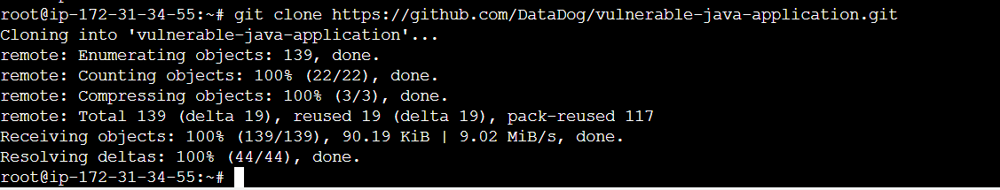 root@ip-172-31-34-55:~# git clone https://github.com/DataDog/vulnerable-java-application.git
Cloning into 'vulnerable-java-application'...
remote: Enumerating objects: 139, done.
remote: Counting objects: 100% (22/22), done.
remote: Compressing objects: 100% (3/3), done.
remote: Total 139 (delta 19), reused 19 (delta 19), pack-reused 117
Receiving objects: 100% (139/139), 90.19 KiB | 9.02 MiB/s, done.
Resolving deltas: 100% (44/44), done.
root@ip-172-31-34-55:~#